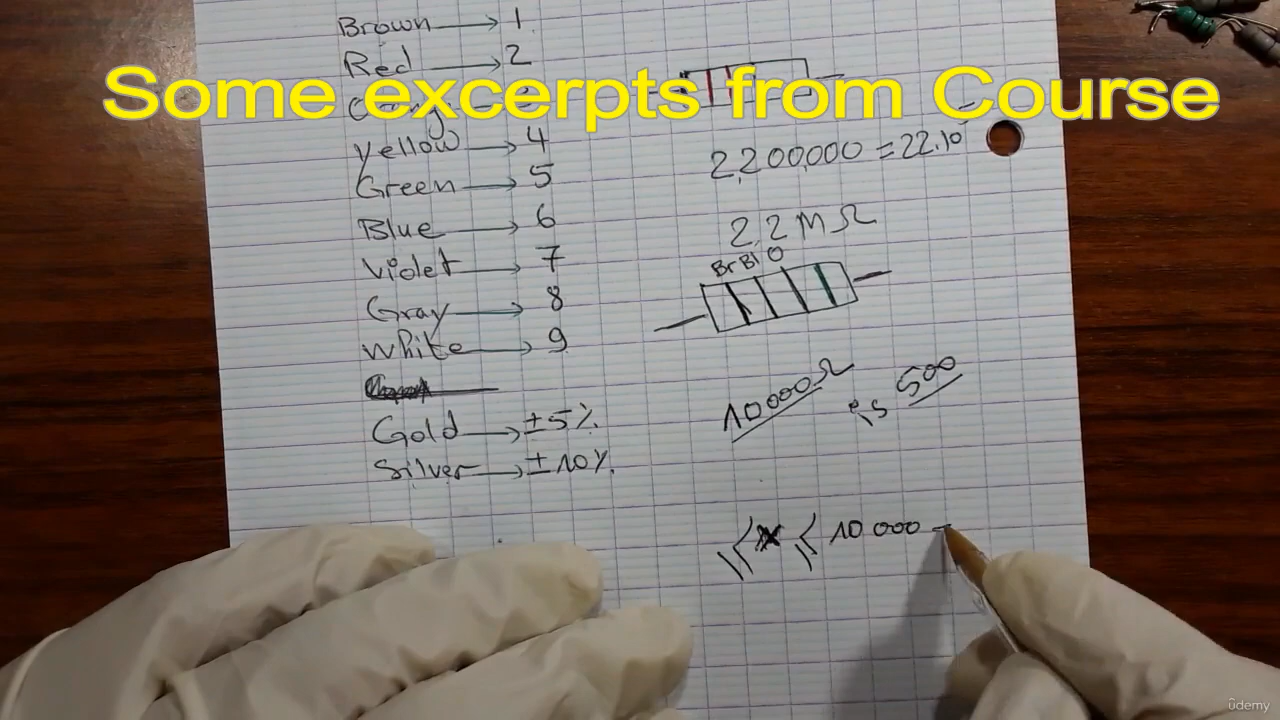 Brown → 1
Red → 2
Some excerpts from Course
Yellow → 4
Green → 5
Blue → 6
Violet → 7
Gray → 8
White → 9
Gold → ±5%
Silver → ±10%
2,200,000 = 22.10
2,2 MΩ
Br Bl O
10000Ω is 500
≤ x ≤ 10 000 -
ûdemy